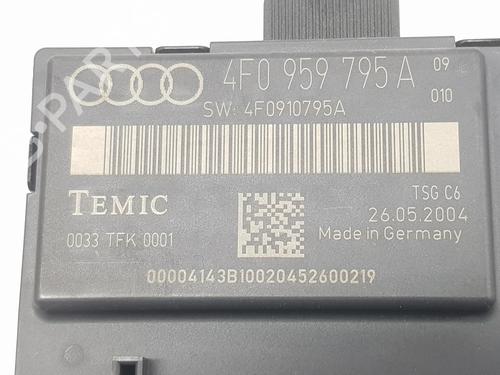 4F0 959 795 A 09
010
SW: 4F0910795A
TEMIC
TSG C6
26.05.2004
0033 TFK 0001
Made in Germany
00004143B10020452600219